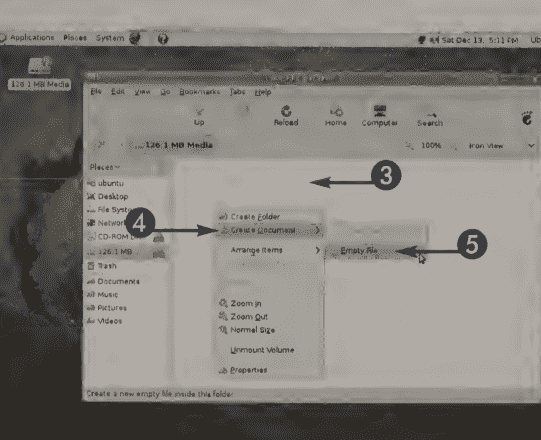 Applications Places System
Sat Dec 13, 5:11 PM Ub
126.1 MB Media
File Edit View Go Bookmarks Tabs Help
Up Reload Home Computer Search
126.1 MB Media 100% Icon View
Places
ubuntu
Desktop
File System
Network
CD-ROM
126.1 MB
Trash
Documents
Music
Pictures
Videos
3
4
5
Create Folder
Create Document
Empty File
Arrange Items
Zoom In
Zoom Out
Normal Size
Unmount Volume
Properties
Create a new empty file inside this folder